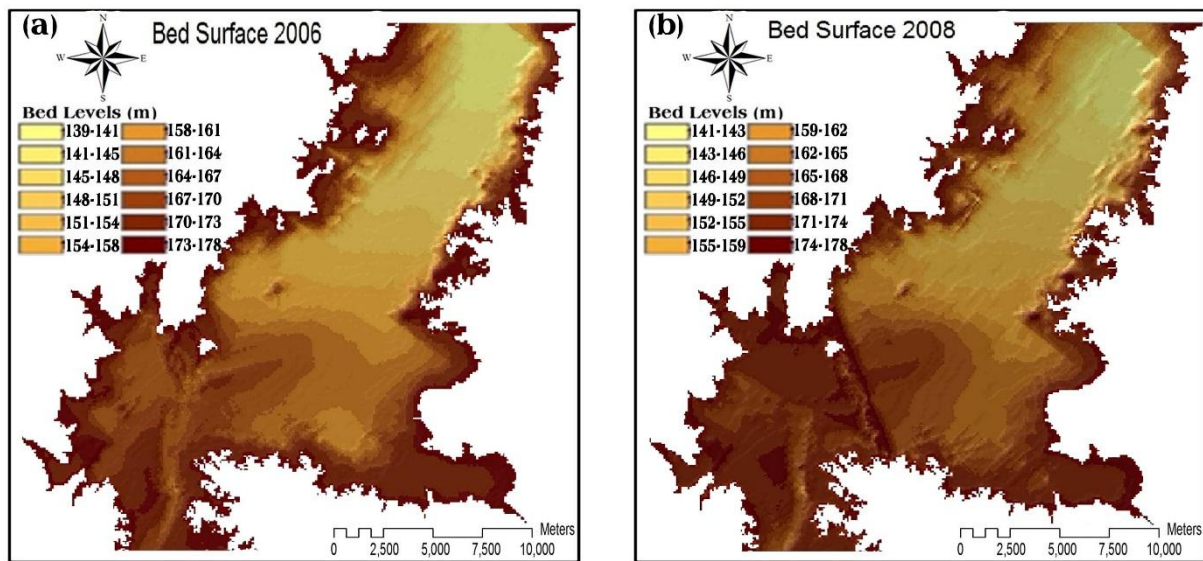 (a) Bed Surface 2006
N
W E
S
Bed Levels (m)
139-141 158-161
141-145 161-164
145-148 164-167
148-151 167-170
151-154 170-173
154-158 173-178
Meters
0 2,500 5,000 7,500 10,000
(b) Bed Surface 2008
N
W E
S
Bed Levels (m)
141-143 159-162
143-146 162-165
146-149 165-168
149-152 168-171
152-155 171-174
155-159 174-178
Meters
0 2,500 5,000 7,500 10,000